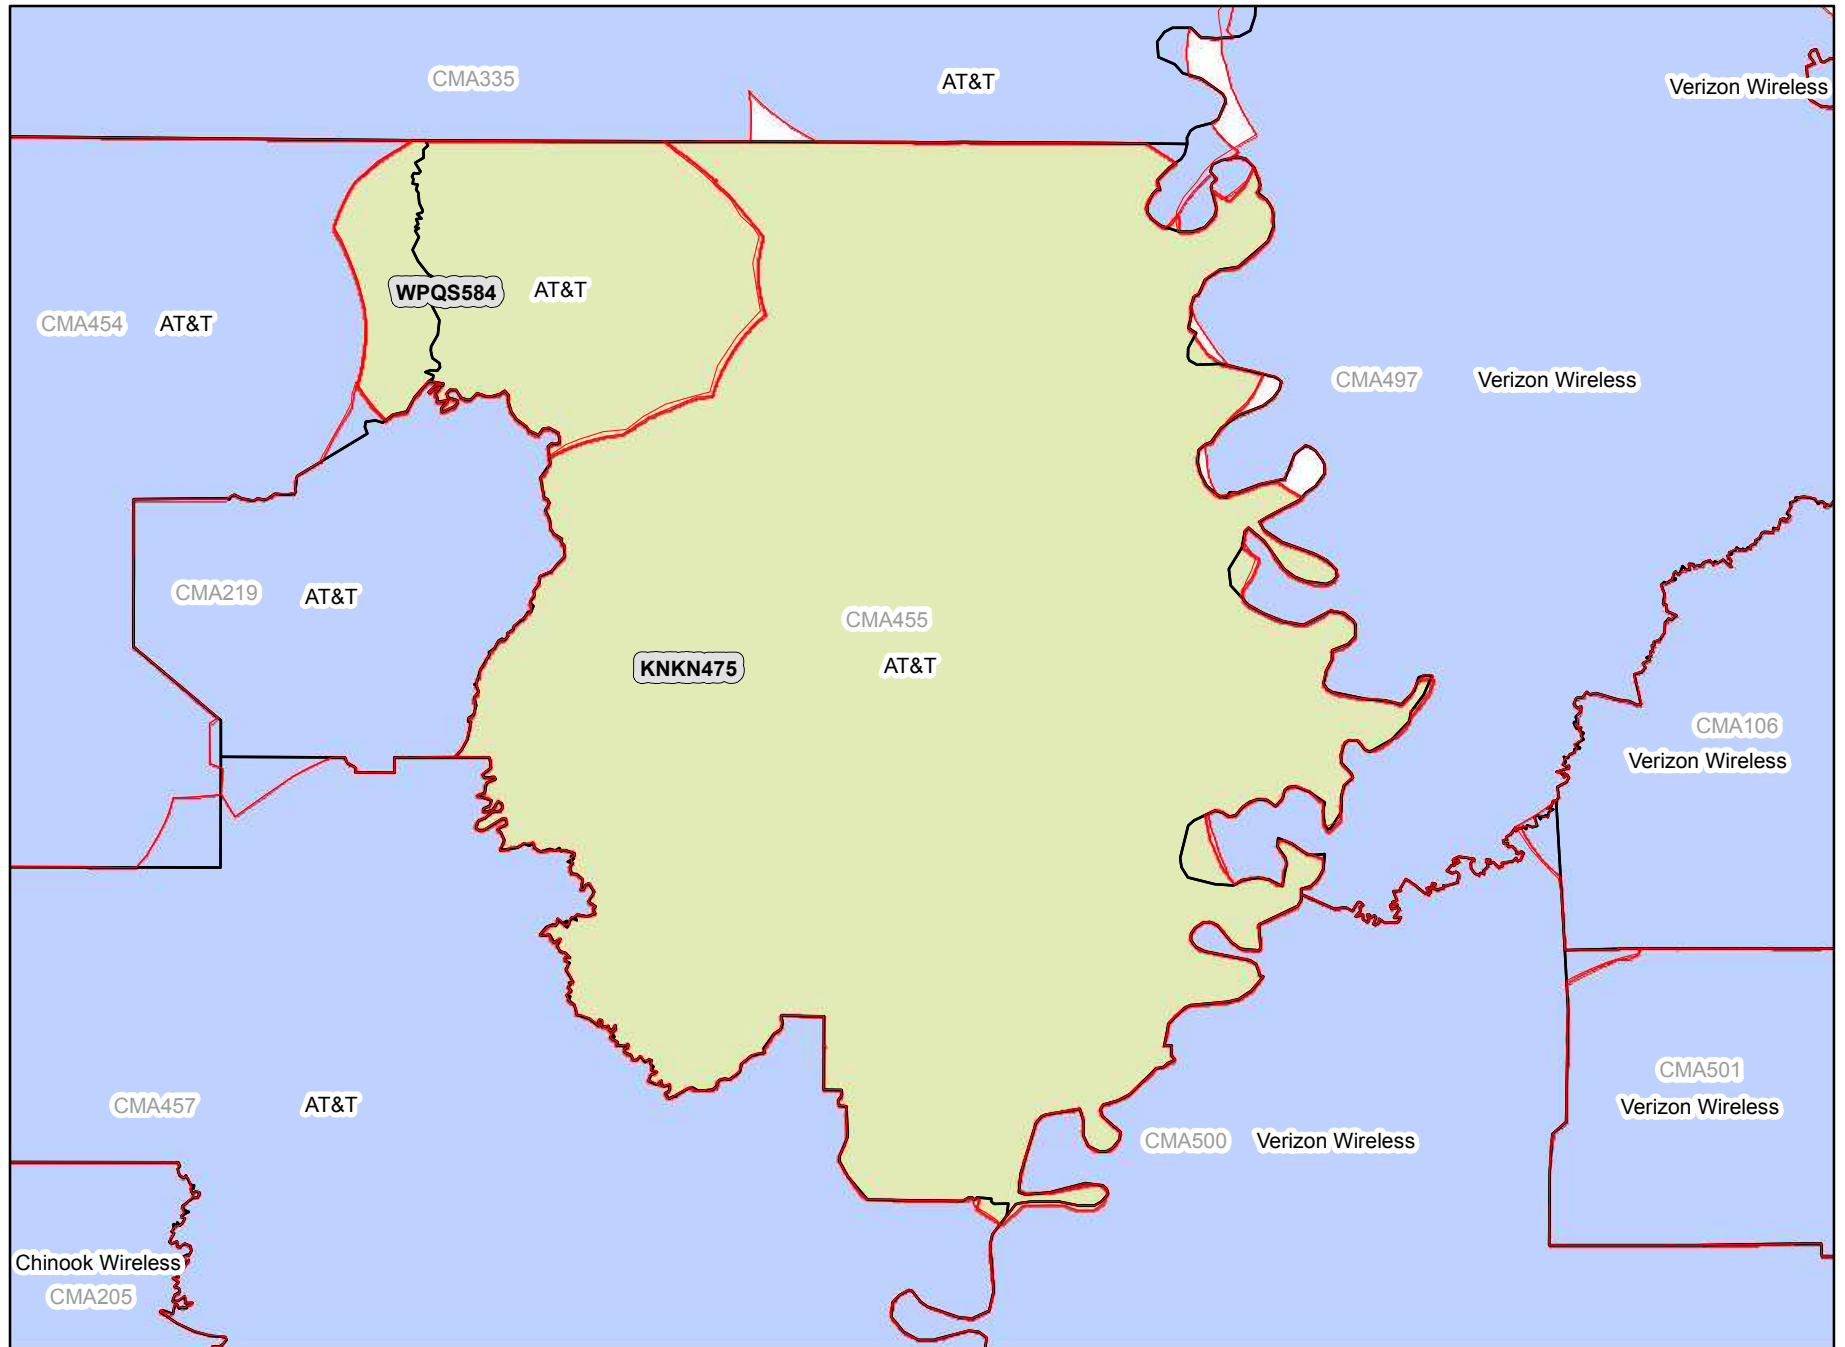 CMA335
AT&T
Verizon Wireless
WPQS584
AT&T
CMA454
AT&T
CMA497
Verizon Wireless
CMA219
AT&T
CMA455
KNKN475
AT&T
CMA106
Verizon Wireless
CMA501
Verizon Wireless
CMA457
AT&T
CMA500
Verizon Wireless
Chinook Wireless
CMA205